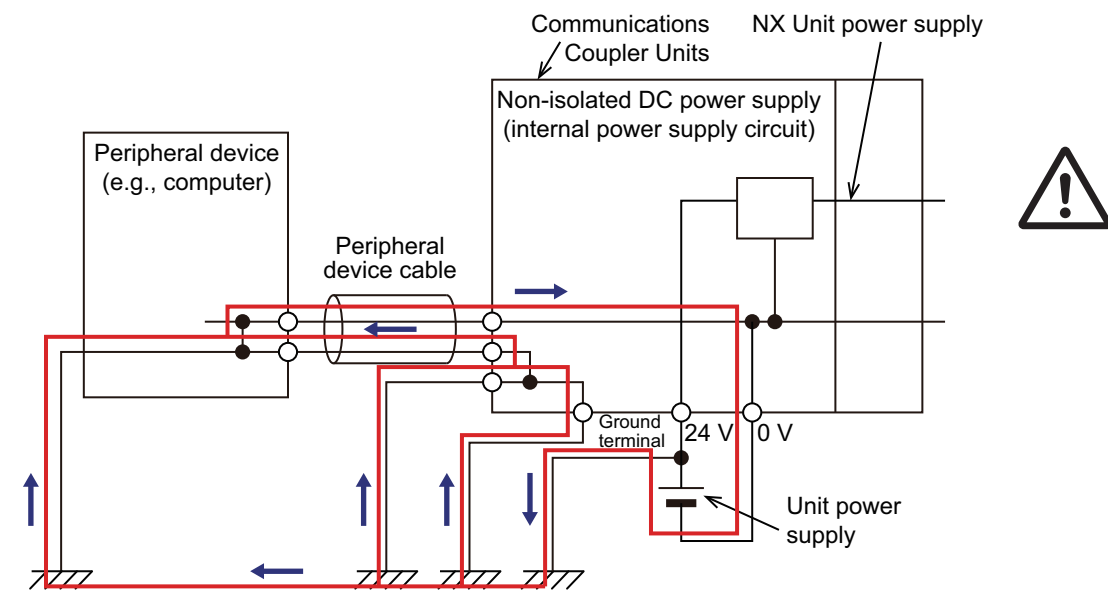 Communications
Coupler Units
NX Unit power supply
Non-isolated DC power supply
(internal power supply circuit)
Peripheral device
(e.g., computer)
Peripheral
device cable
Ground
terminal
24 V
0 V
Unit power
supply